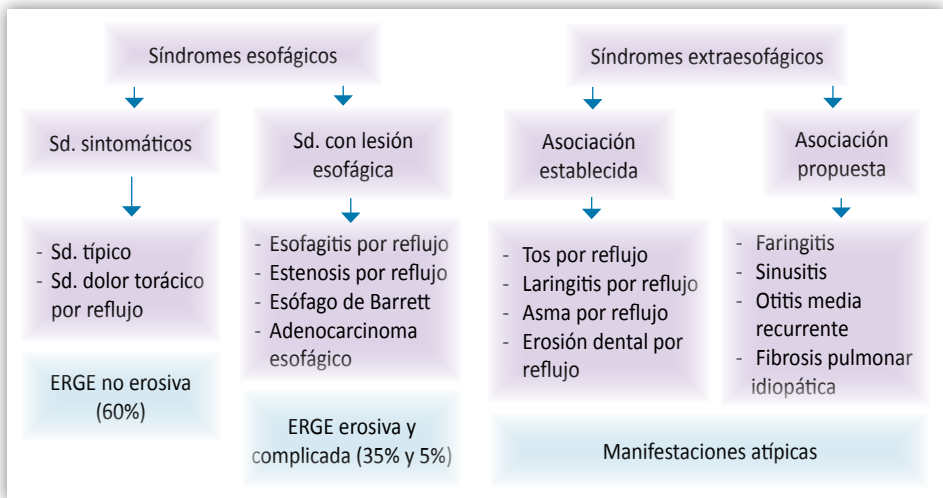 Síndromes esofágicos
Síndromes extraesofágicos
Sd. sintomáticos
Sd. con lesión
esofágica
Asociación
establecida
Asociación
propuesta
- Sd. típico
- Sd. dolor torácico
por reflujo
- Esofagitis por reflujo
- Estenosis por reflujo
- Esófago de Barrett
- Adenocarcinoma
esofágico
- Tos por reflujo
- Laringitis por reflujo
- Asma por reflujo
- Erosión dental por
reflujo
- Faringitis
- Sinusitis
- Otitis media
recurrente
- Fibrosis pulmonar
idiopática
ERGE no erosiva
(60%)
ERGE erosiva y
complicada (35% y 5%)
Manifestaciones atípicas